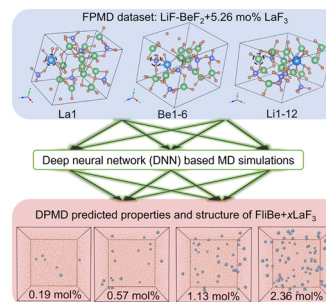 FPMD dataset: LiF-BeF₂+5.26 mo% LaF₃
La1
Be1-6
Li1-12
Deep neural network (DNN) based MD simulations
DPMD predicted properties and structure of FliBe+xLaF₃
0.19 mol%
0.57 mol%
1.13 mol%
2.36 mol%